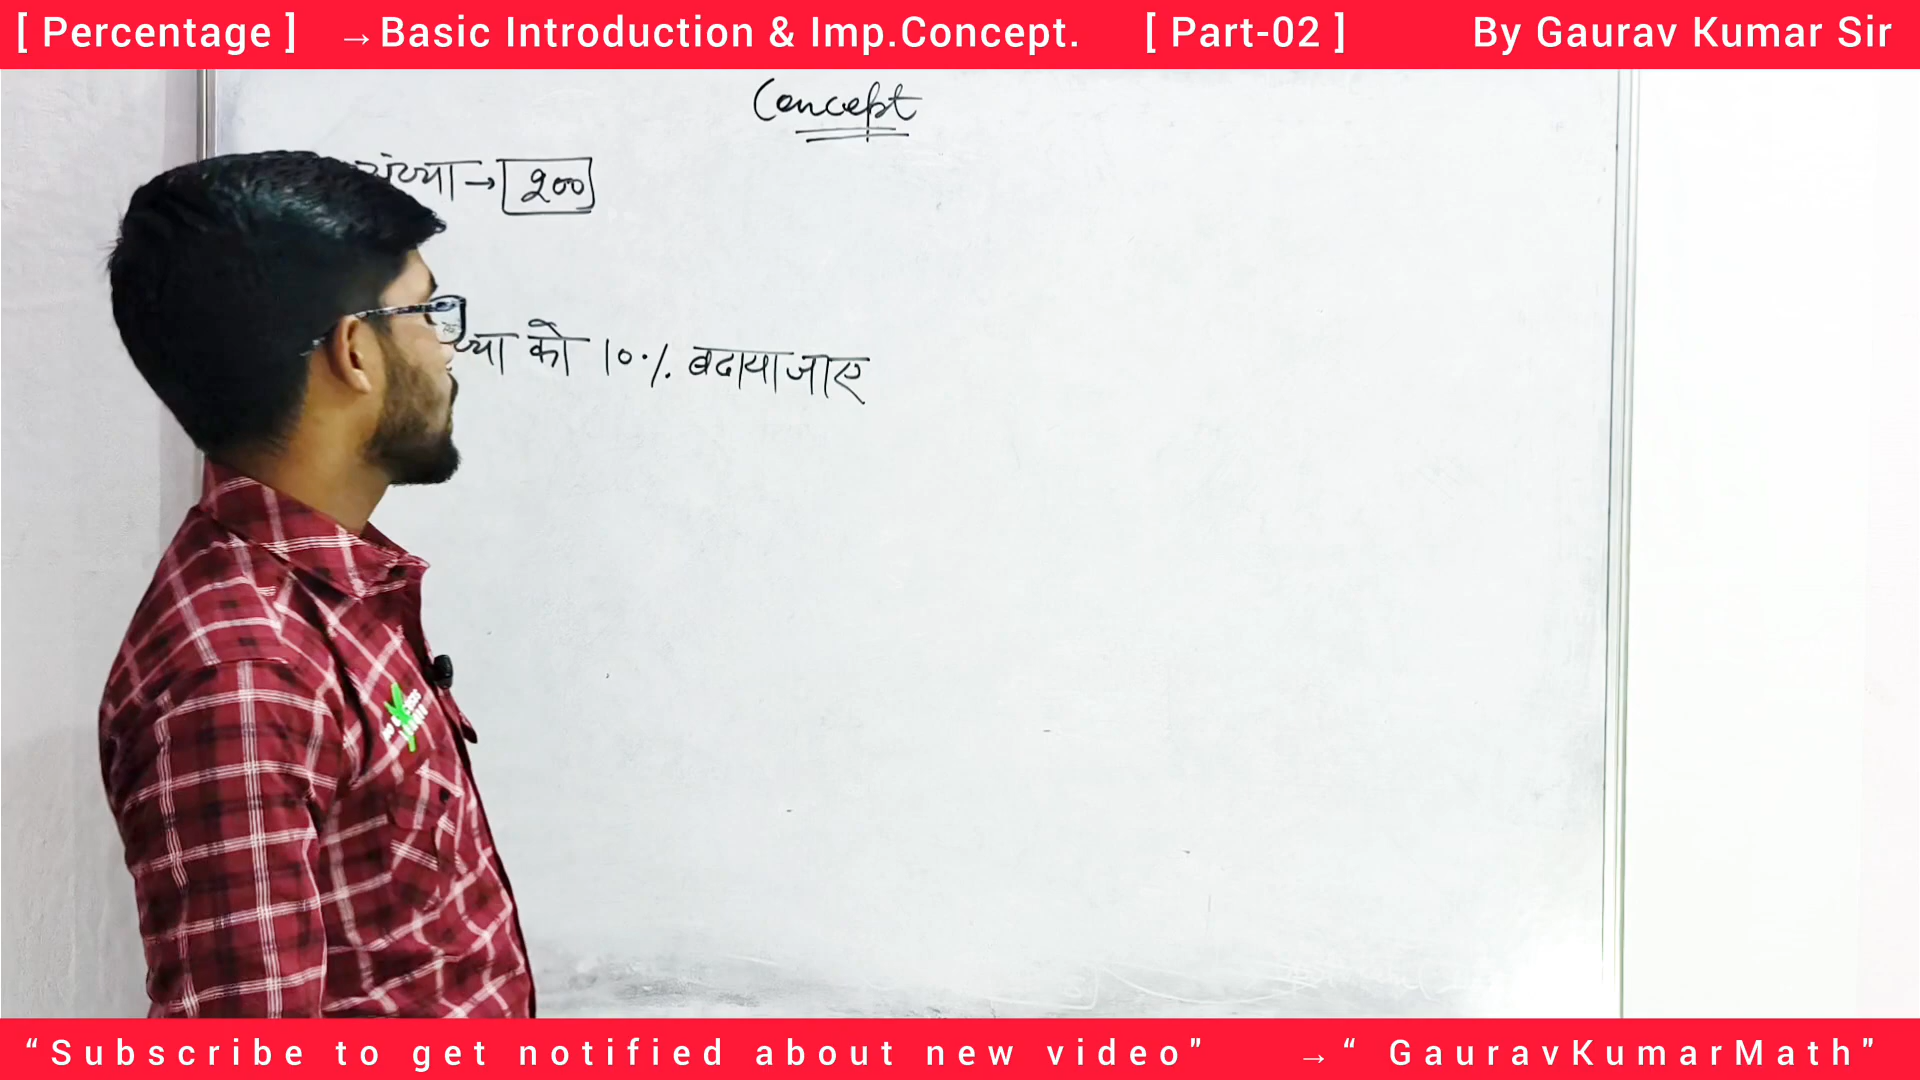 [ Percentage ] →Basic Introduction & Imp.Concept. [ Part-02 ] By Gaurav Kumar Sir
Concept
संख्या → 200
को 10% बढाया जाए
“Subscribe to get notified about new video” →“ GauravKumarMath”